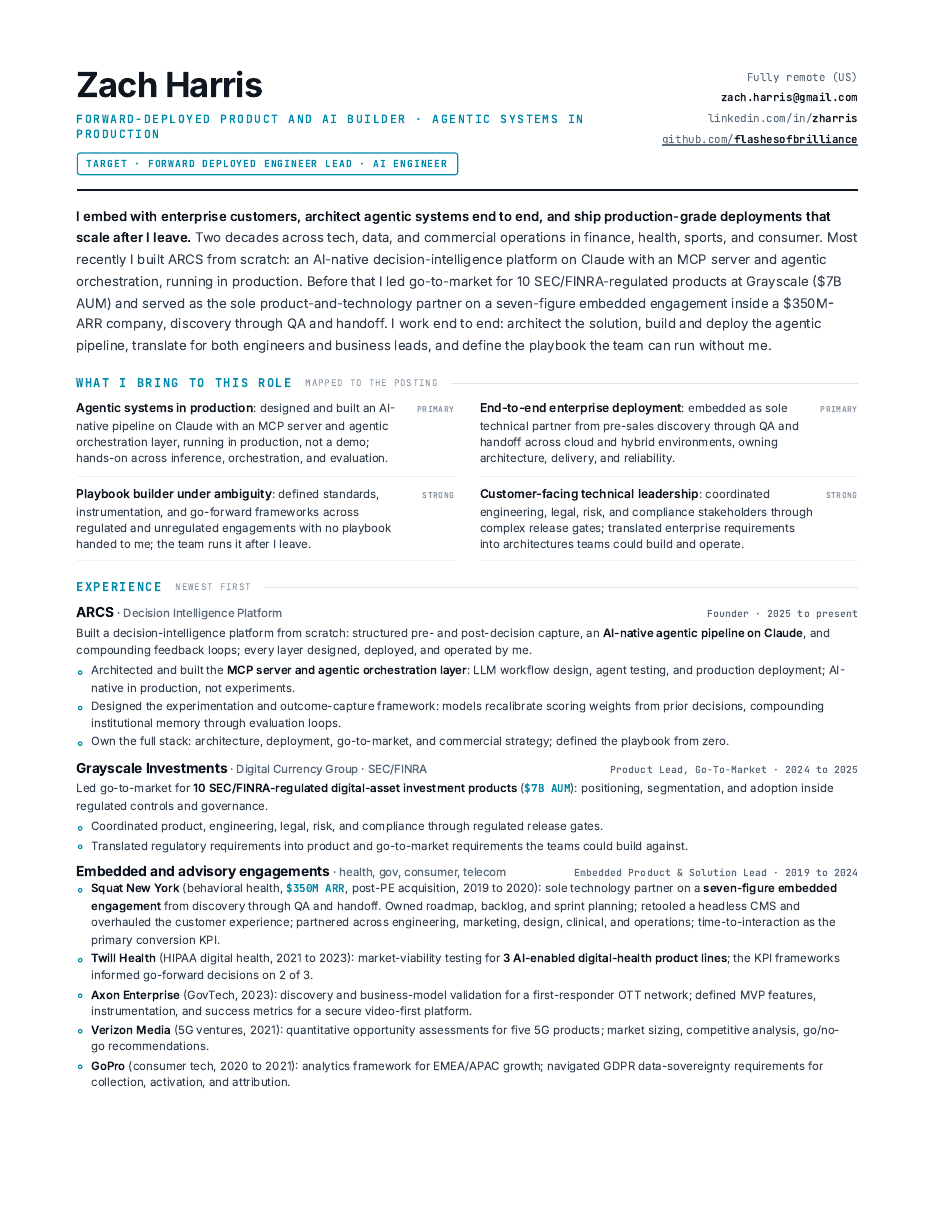 Zach Harris
FORWARD-DEPLOYED PRODUCT AND AI BUILDER · AGENTIC SYSTEMS IN
PRODUCTION
TARGET · FORWARD DEPLOYED ENGINEER LEAD · AI ENGINEER
Fully remote (US)
zach.harris@gmail.com
linkedin.com/in/zharris
github.com/flashesofbrilliance
I embed with enterprise customers, architect agentic systems end to end, and ship production-grade deployments that
scale after I leave. Two decades across tech, data, and commercial operations in finance, health, sports, and consumer. Most
recently I built ARCS from scratch: an AI-native decision-intelligence platform on Claude with an MCP server and agentic
orchestration, running in production. Before that I led go-to-market for 10 SEC/FINRA-regulated products at Grayscale ($7B
AUM) and served as the sole product-and-technology partner on a seven-figure embedded engagement inside a $350M-
ARR company, discovery through QA and handoff. I work end to end: architect the solution, build and deploy the agentic
pipeline, translate for both engineers and business leads, and define the playbook the team can run without me.
WHAT I BRING TO THIS ROLE MAPPED TO THE POSTING
Agentic systems in production: designed and built an AI- PRIMARY
native pipeline on Claude with an MCP server and agentic
orchestration layer, running in production, not a demo;
hands-on across inference, orchestration, and evaluation.
End-to-end enterprise deployment: embedded as sole PRIMARY
technical partner from pre-sales discovery through QA and
handoff across cloud and hybrid environments, owning
architecture, delivery, and reliability.
Playbook builder under ambiguity: defined standards, STRONG
instrumentation, and go-forward frameworks across
regulated and unregulated engagements with no playbook
handed to me; the team runs it after I leave.
Customer-facing technical leadership: coordinated STRONG
engineering, legal, risk, and compliance stakeholders through
complex release gates; translated enterprise requirements
into architectures teams could build and operate.
EXPERIENCE NEWEST FIRST
ARCS · Decision Intelligence Platform Founder · 2025 to present
Built a decision-intelligence platform from scratch: structured pre- and post-decision capture, an AI-native agentic pipeline on Claude, and
compounding feedback loops; every layer designed, deployed, and operated by me.
Architected and built the MCP server and agentic orchestration layer: LLM workflow design, agent testing, and production deployment; AI-
native in production, not experiments.
Designed the experimentation and outcome-capture framework: models recalibrate scoring weights from prior decisions, compounding
institutional memory through evaluation loops.
Own the full stack: architecture, deployment, go-to-market, and commercial strategy; defined the playbook from zero.
Grayscale Investments · Digital Currency Group · SEC/FINRA Product Lead, Go-To-Market · 2024 to 2025
Led go-to-market for 10 SEC/FINRA-regulated digital-asset investment products ($7B AUM): positioning, segmentation, and adoption inside
regulated controls and governance.
Coordinated product, engineering, legal, risk, and compliance through regulated release gates.
Translated regulatory requirements into product and go-to-market requirements the teams could build against.
Embedded and advisory engagements · health, gov, consumer, telecom Embedded Product & Solution Lead · 2019 to 2024
Squat New York (behavioral health, $350M ARR, post-PE acquisition, 2019 to 2020): sole technology partner on a seven-figure embedded
engagement from discovery through QA and handoff. Owned roadmap, backlog, and sprint planning; retooled a headless CMS and
overhauled the customer experience; partnered across engineering, marketing, design, clinical, and operations; time-to-interaction as the
primary conversion KPI.
Twill Health (HIPAA digital health, 2021 to 2023): market-viability testing for 3 AI-enabled digital-health product lines; the KPI frameworks
informed go-forward decisions on 2 of 3.
Axon Enterprise (GovTech, 2023): discovery and business-model validation for a first-responder OTT network; defined MVP features,
instrumentation, and success metrics for a secure video-first platform.
Verizon Media (5G ventures, 2021): quantitative opportunity assessments for five 5G products; market sizing, competitive analysis, go/no-
go recommendations.
GoPro (consumer tech, 2020 to 2021): analytics framework for EMEA/APAC growth; navigated GDPR data-sovereignty requirements for
collection, activation, and attribution.